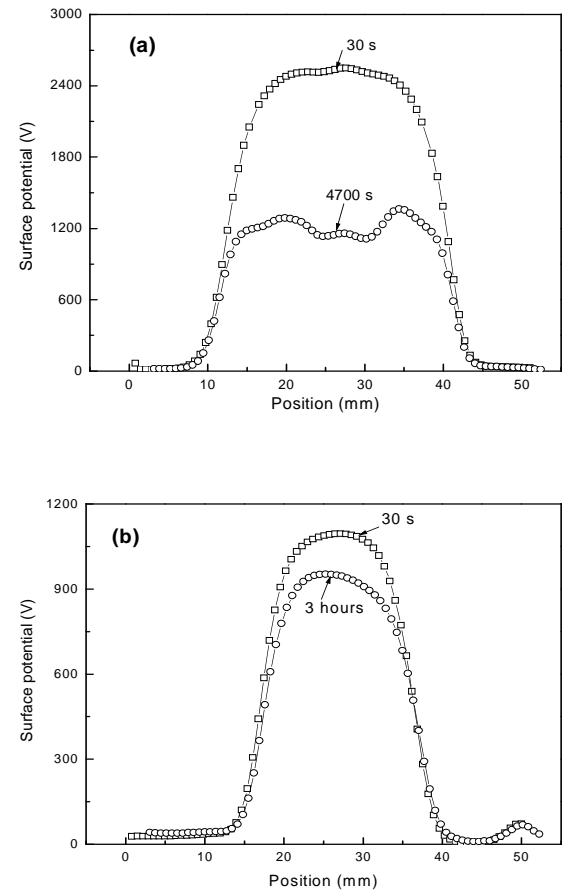 3000
(a)
30 s
2400
1800
4700 s
1200
600
0
0 10 20 30 40 50
Surface potential (V)
Position (mm)
1200
(b)
30 s
900
3 hours
600
300
0
0 10 20 30 40 50
Surface potential (V)
Position (mm)